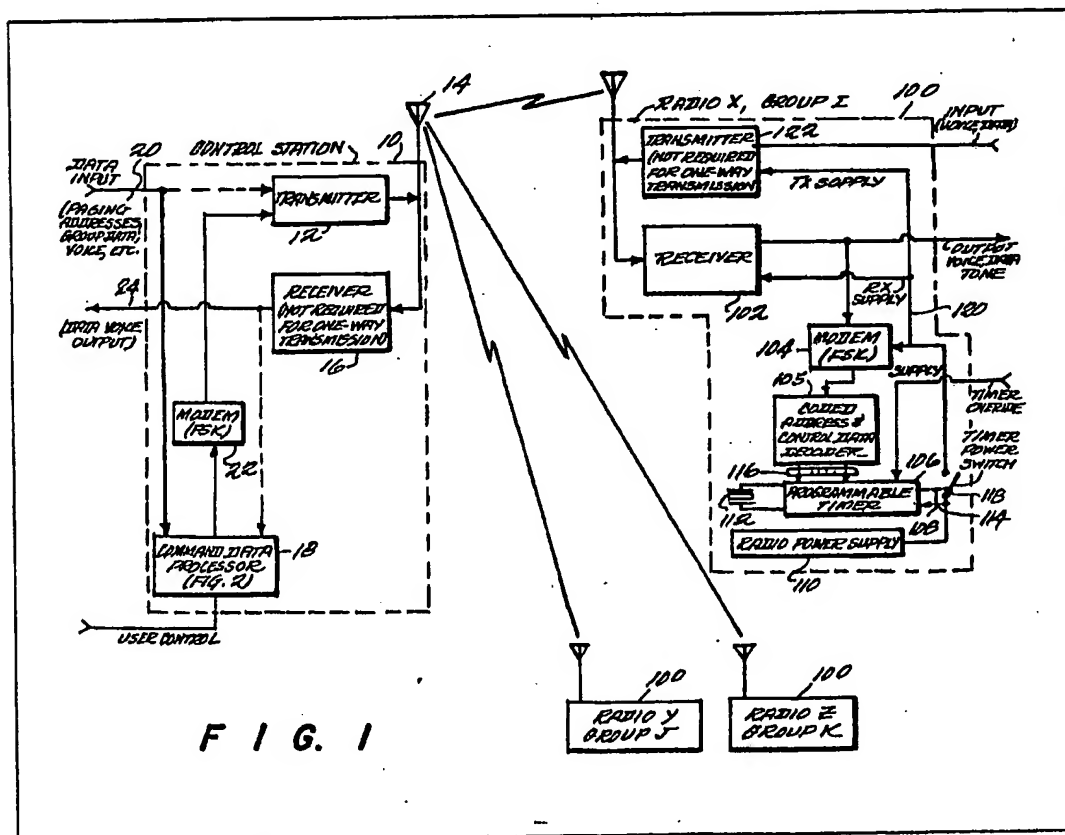 14
RADIO X, GROUP I
100
INPUT
(VOICE DATA)
CONTROL STATION
10
20
DATA
INPUT
(PAGING
ADDRESSES,
GROUP DATA,
VOICE, ETC.
TRANSMITTER
12
24
(DATA VOICE
OUTPUT)
RECEIVER
(NOT REQUIRED
FOR ONE-WAY
TRANSMISSION)
16
MODEM
(FSK)
22
COMMAND DATA
PROCESSOR
(FIG. 2)
18
USER CONTROL
TRANSMITTER
(NOT REQUIRED
FOR ONE-WAY
TRANSMISSION)
122
TX SUPPLY
RECEIVER
102
OUTPUT
VOICE, DATA
TONE
RX
SUPPLY
120
104
MODEM
(FSK)
SUPPLY
105
CODED
ADDRESS &
CONTROL DATA
DECODER
TIMER
OVERRIDE
TIMER
POWER
SWITCH
116
106
112
PROGRAMMABLE
TIMER
118
108
114
RADIO POWER SUPPLY
110
100
RADIO Y
GROUP J
100
RADIO Z
GROUP K
FIG. 1